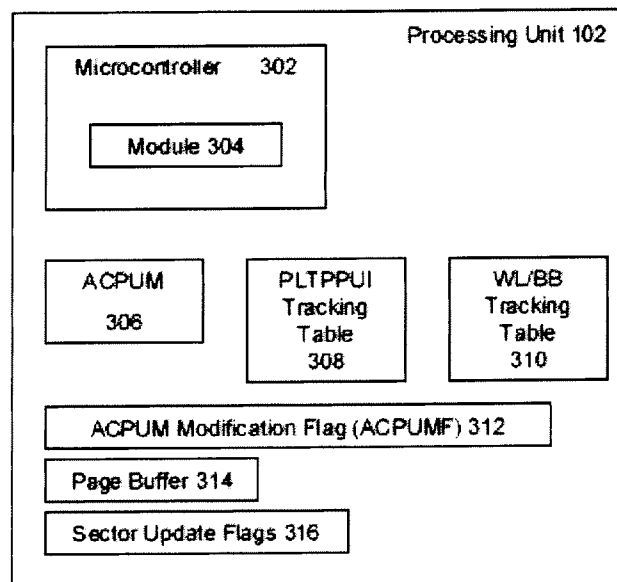 Processing Unit 102
Microcontroller 302
Module 304
ACPUM
306
PLTPPUI
Tracking
Table
308
WL/BB
Tracking
Table
310
ACPUM Modification Flag (ACPUMF) 312
Page Buffer 314
Sector Update Flags 316